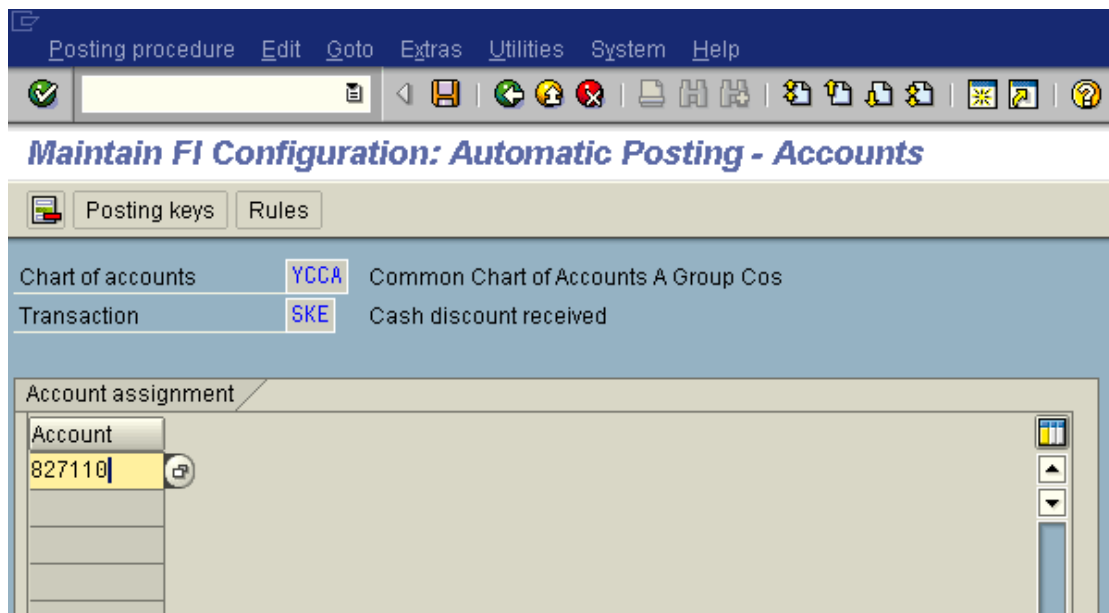 Posting procedure Edit Goto Extras Utilities System Help
Maintain FI Configuration: Automatic Posting - Accounts
Posting keys Rules
Chart of accounts YCCA Common Chart of Accounts A Group Cos
Transaction SKE Cash discount received
Account assignment
Account
827110